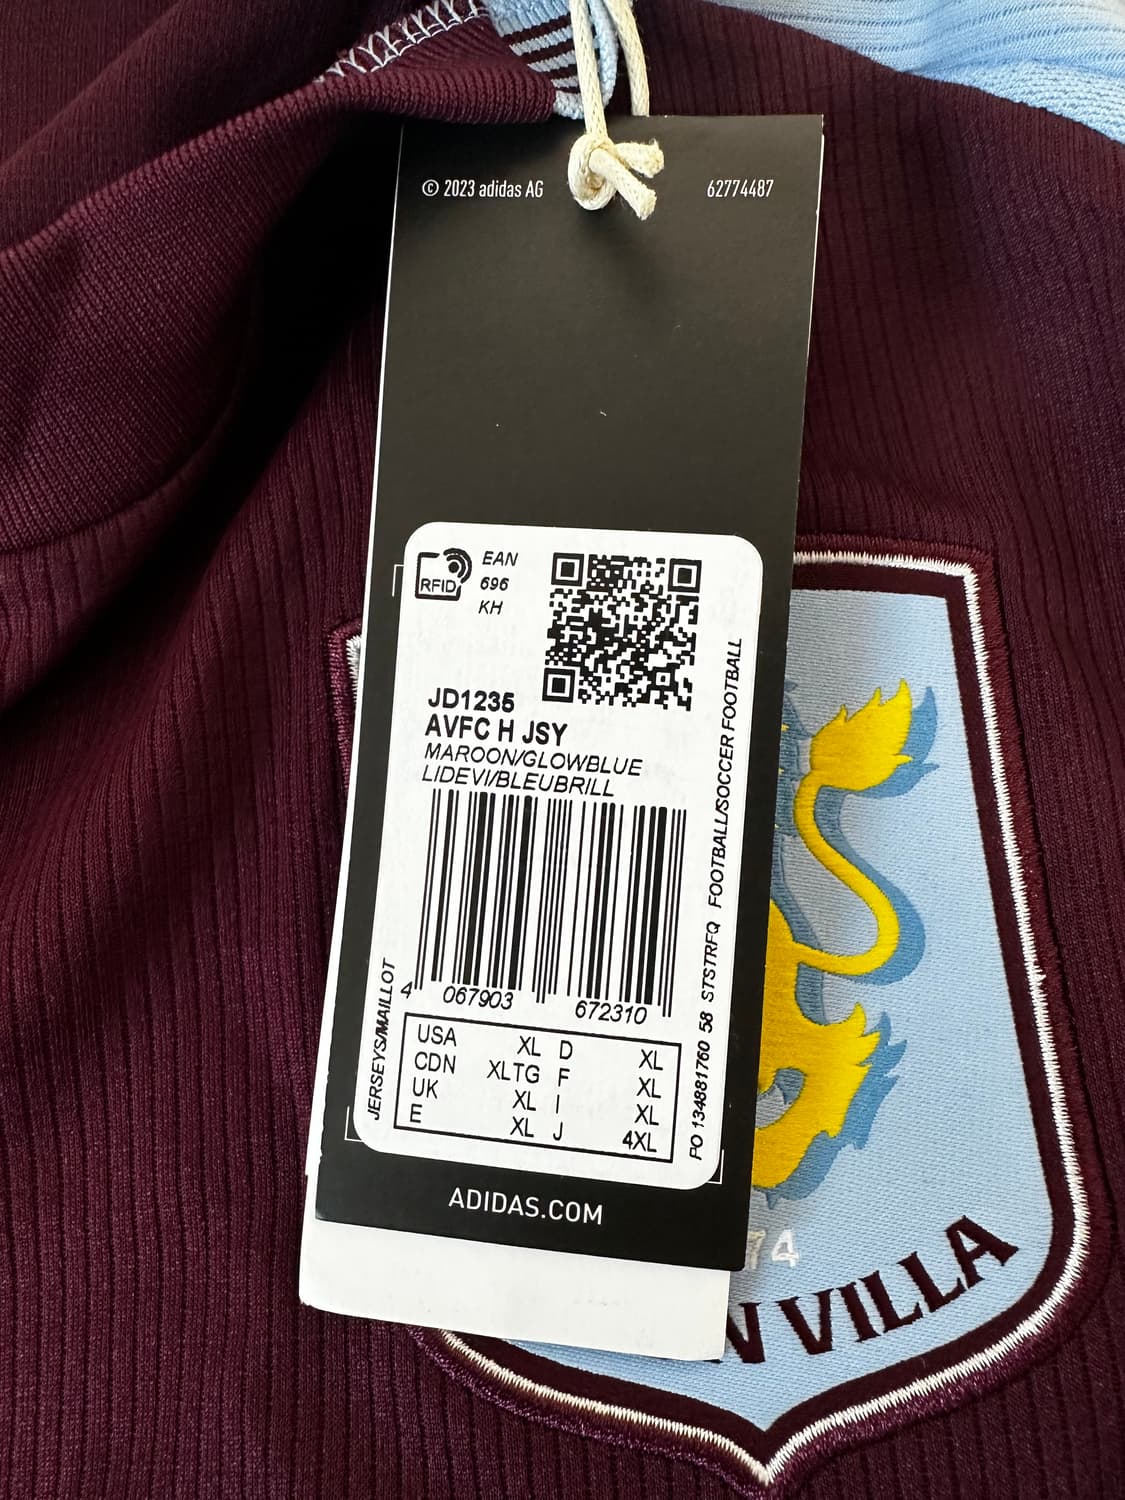 © 2023 adidas AG
62774487
RFID
EAN
696
KH
JD1235
AVFC H JSY
MAROON/GLOWBLUE
LIDEVI/BLEUBRILL
4 067903 672310
JERSEYS/MAILLOT
PO 134881760 58 STSTRFQ FOOTBALL/SOCCER FOOTBALL
USA XL D XL
CDN XLTG F XL
UK XL I XL
E XL J 4XL
ADIDAS.COM
74
N VILLA